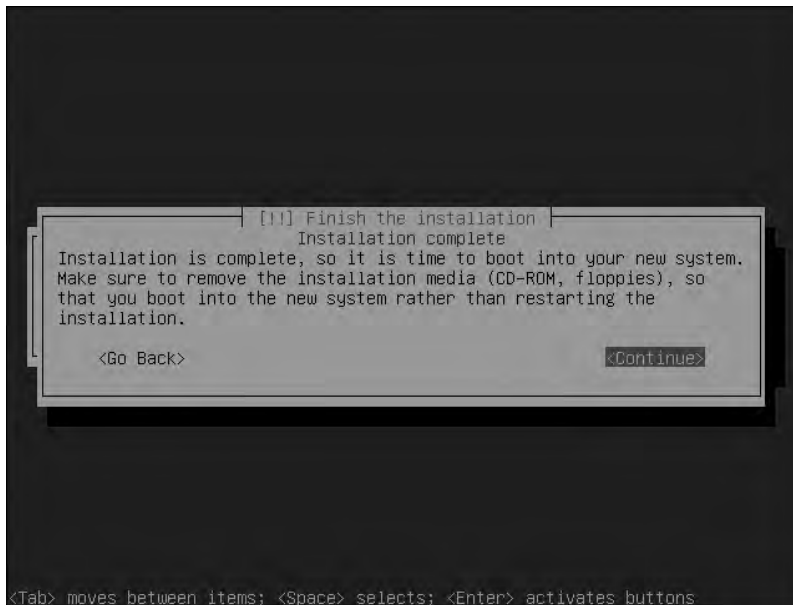 [!!] Finish the installation
Installation complete
Installation is complete, so it is time to boot into your new system.
Make sure to remove the installation media (CD-ROM, floppies), so
that you boot into the new system rather than restarting the
installation.
<Go Back>
<Continue>
<Tab> moves between items; <Space> selects; <Enter> activates buttons